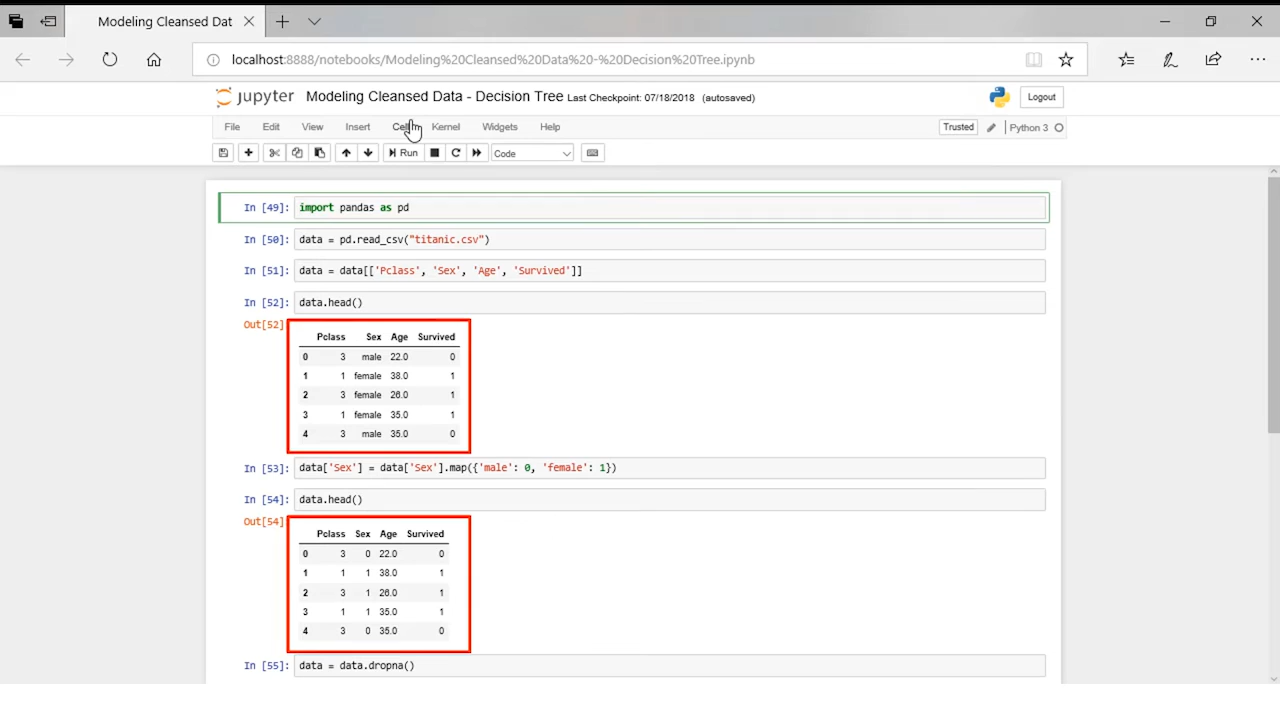 Modeling Cleansed Dat
localhost:8888/notebooks/Modeling%20Cleansed%20Data%20-%20Decision%20Tree.ipynb
jupyter Modeling Cleansed Data - Decision Tree Last Checkpoint: 07/18/2018 (autosaved) Logout
File Edit View Insert Cell Kernel Widgets Help Trusted Python 3
Run Code
In [49]: import pandas as pd
In [50]: data = pd.read_csv("titanic.csv")
In [51]: data = data[['Pclass', 'Sex', 'Age', 'Survived']]
In [52]: data.head()
Out[52]
Pclass Sex Age Survived
0 3 male 22.0 0
1 1 female 38.0 1
2 3 female 26.0 1
3 1 female 35.0 1
4 3 male 35.0 0
In [53]: data['Sex'] = data['Sex'].map({'male': 0, 'female': 1})
In [54]: data.head()
Out[54]
Pclass Sex Age Survived
0 3 0 22.0 0
1 1 1 38.0 1
2 3 1 26.0 1
3 1 1 35.0 1
4 3 0 35.0 0
In [55]: data = data.dropna()